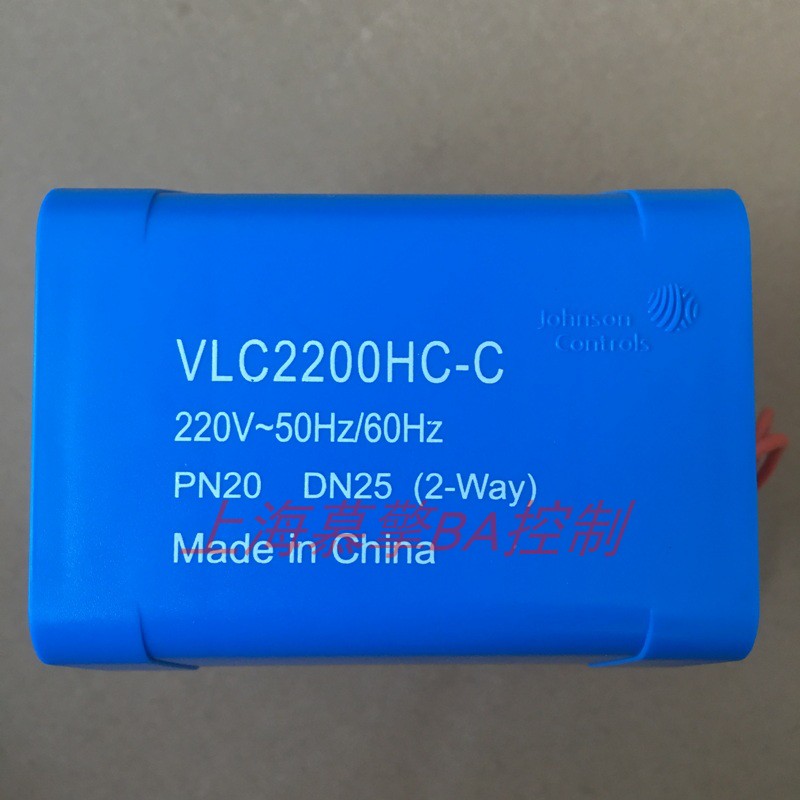 Johnson
Controls
VLC2200HC-C
220V~50Hz/60Hz
PN20 DN25 (2-Way)
上海慕擎BA控制
Made in China